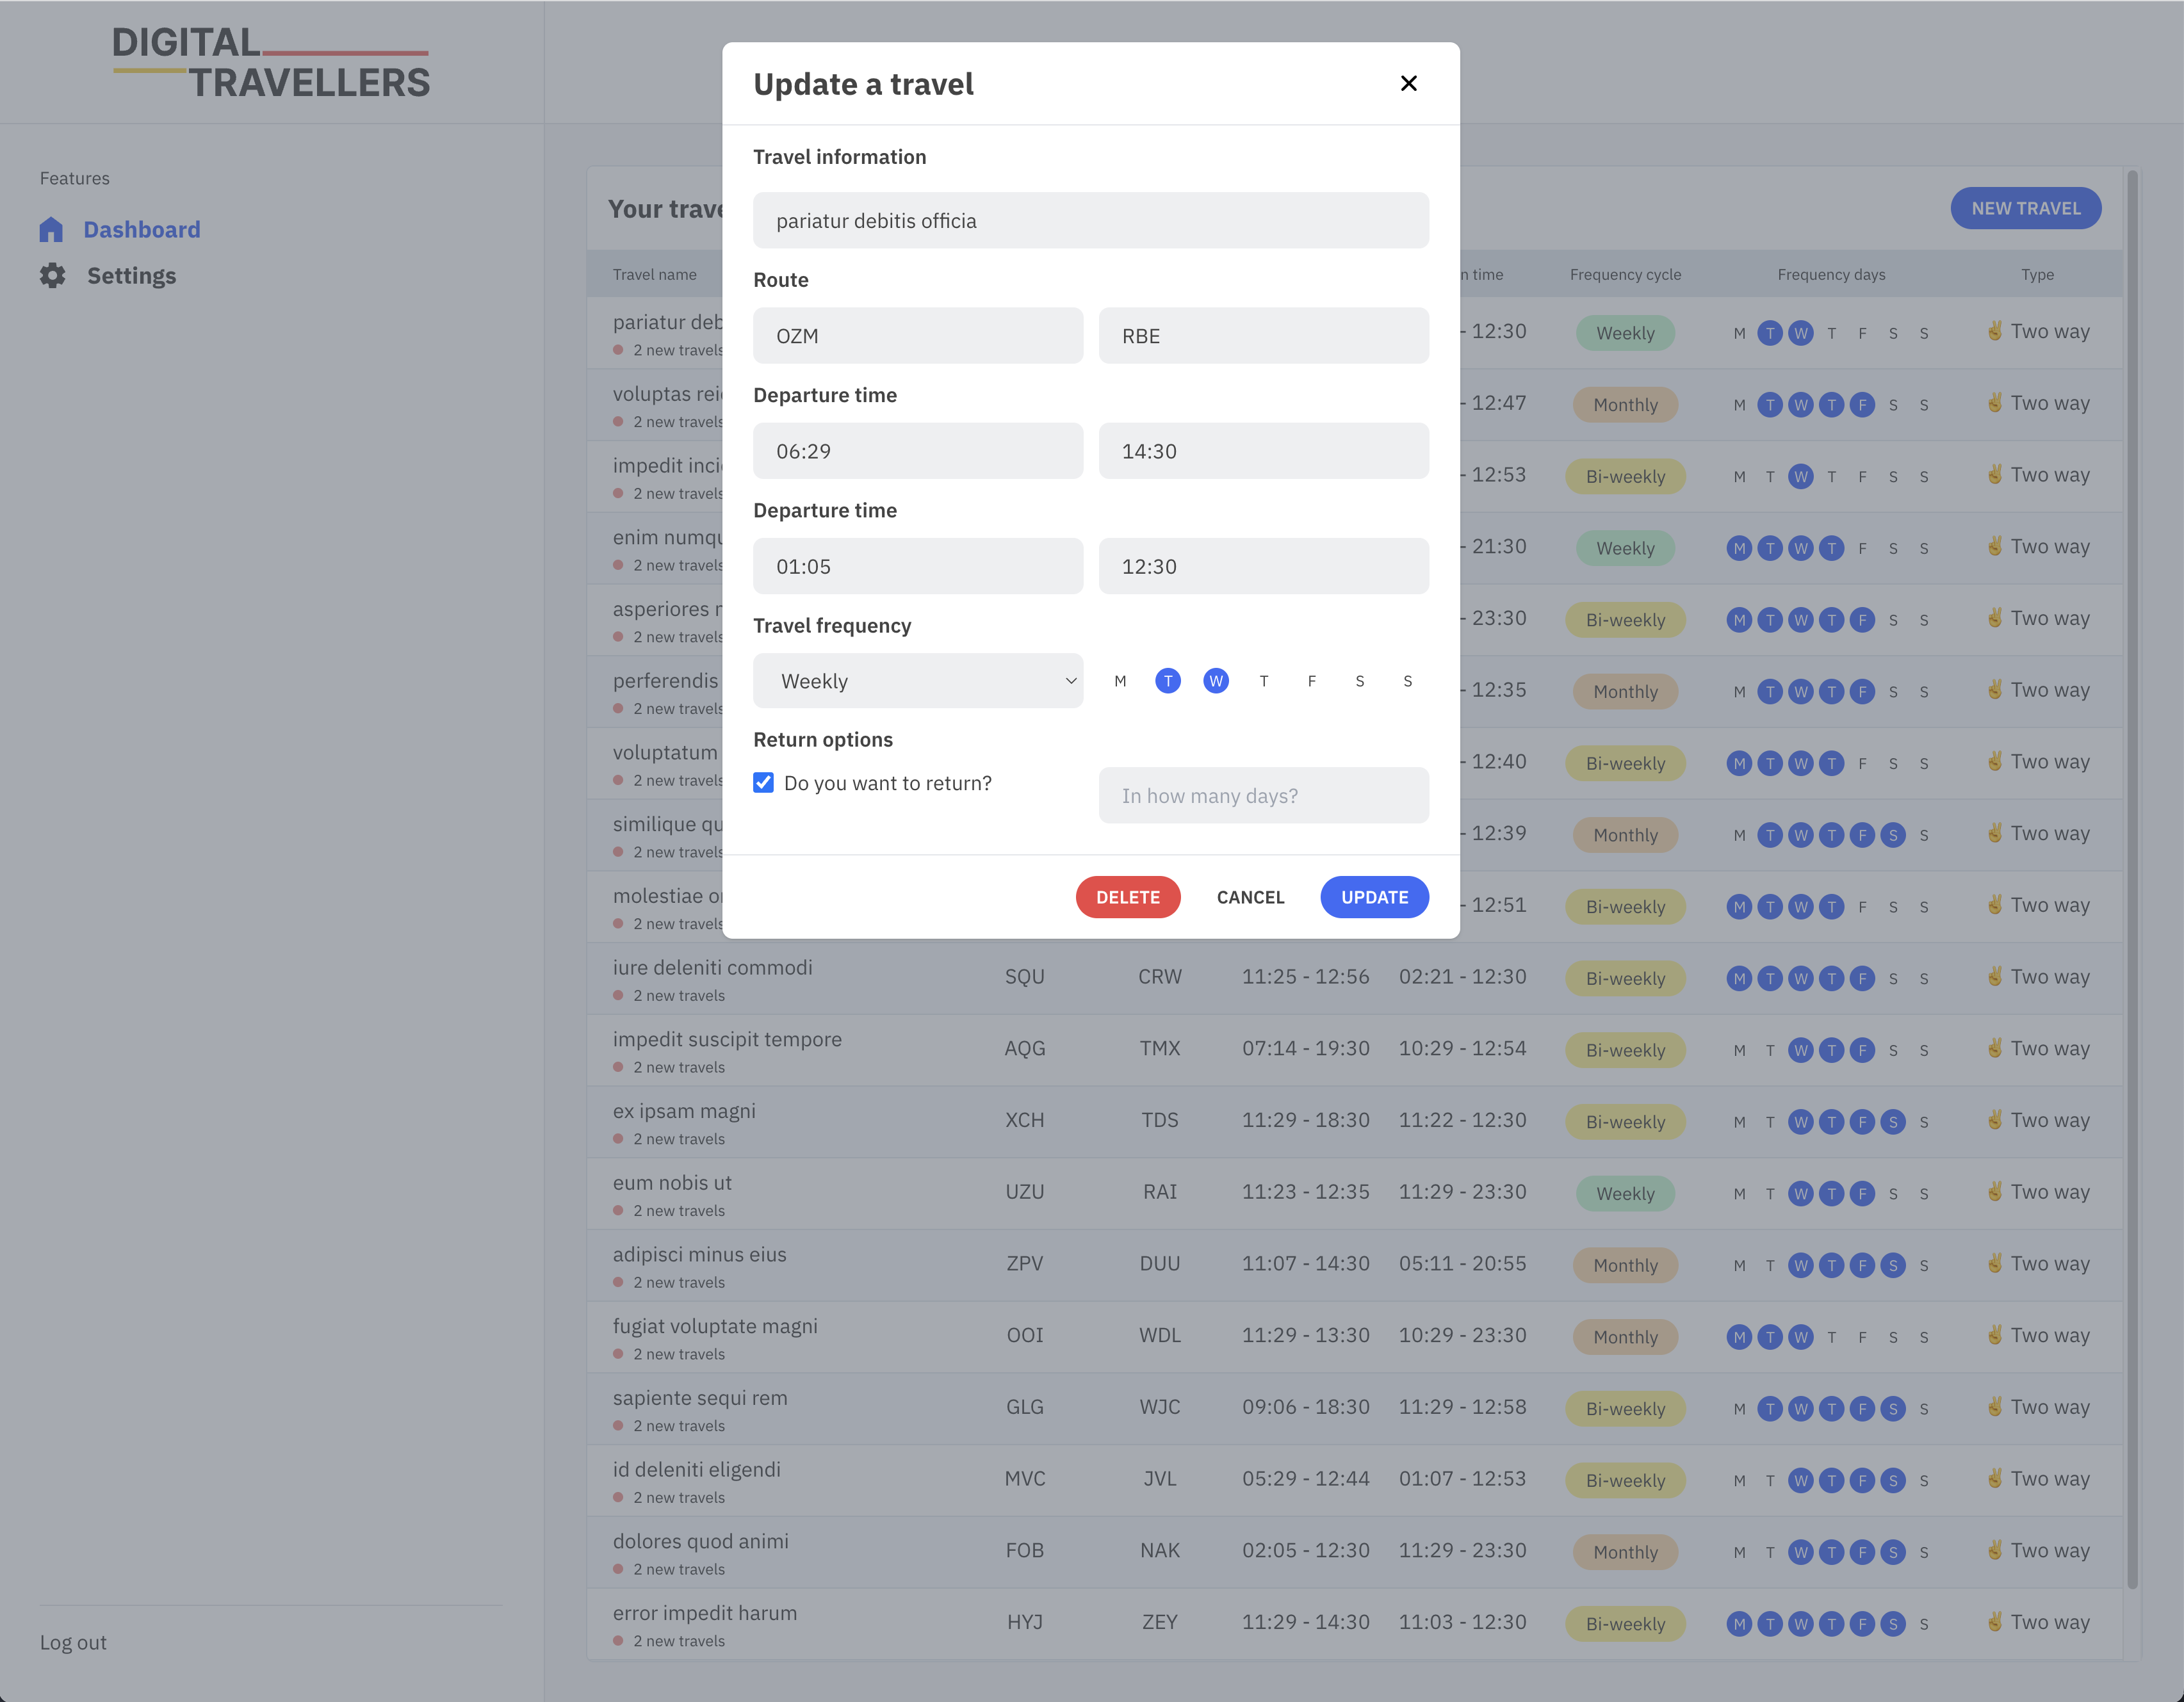 DIGITAL
TRAVELLERS
Features
Dashboard
Settings
Log out
Update a travel
Travel information
pariatur debitis officia
Route
OZM RBE
Departure time
06:29 14:30
Departure time
01:05 12:30
Travel frequency
Weekly M T W T F S S
Return options
Do you want to return? In how many days?
DELETE CANCEL UPDATE
Your trave NEW TRAVEL
Travel name n time Frequency cycle Frequency days Type
pariatur deb - 12:30 Weekly M T W T F S S ✌️ Two way
2 new travels
voluptas rei - 12:47 Monthly M T W T F S S ✌️ Two way
2 new travels
impedit inci - 12:53 Bi-weekly M T W T F S S ✌️ Two way
2 new travels
enim numqu - 21:30 Weekly M T W T F S S ✌️ Two way
2 new travels
asperiores - 23:30 Bi-weekly M T W T F S S ✌️ Two way
2 new travels
perferendis - 12:35 Monthly M T W T F S S ✌️ Two way
2 new travels
voluptatum - 12:40 Bi-weekly M T W T F S S ✌️ Two way
2 new travels
similique qu - 12:39 Monthly M T W T F S S ✌️ Two way
2 new travels
molestiae o - 12:51 Bi-weekly M T W T F S S ✌️ Two way
2 new travels
iure deleniti commodi SQU CRW 11:25 - 12:56 02:21 - 12:30 Bi-weekly M T W T F S S ✌️ Two way
2 new travels
impedit suscipit tempore AQG TMX 07:14 - 19:30 10:29 - 12:54 Bi-weekly M T W T F S S ✌️ Two way
2 new travels
ex ipsam magni XCH TDS 11:29 - 18:30 11:22 - 12:30 Bi-weekly M T W T F S S ✌️ Two way
2 new travels
eum nobis ut UZU RAI 11:23 - 12:35 11:29 - 23:30 Weekly M T W T F S S ✌️ Two way
2 new travels
adipisci minus eius ZPV DUU 11:07 - 14:30 05:11 - 20:55 Monthly M T W T F S S ✌️ Two way
2 new travels
fugiat voluptate magni OOI WDL 11:29 - 13:30 10:29 - 23:30 Monthly M T W T F S S ✌️ Two way
2 new travels
sapiente sequi rem GLG WJC 09:06 - 18:30 11:29 - 12:58 Bi-weekly M T W T F S S ✌️ Two way
2 new travels
id deleniti eligendi MVC JVL 05:29 - 12:44 01:07 - 12:53 Bi-weekly M T W T F S S ✌️ Two way
2 new travels
dolores quod animi FOB NAK 02:05 - 12:30 11:29 - 23:30 Monthly M T W T F S S ✌️ Two way
2 new travels
error impedit harum HYJ ZEY 11:29 - 14:30 11:03 - 12:30 Bi-weekly M T W T F S S ✌️ Two way
2 new travels